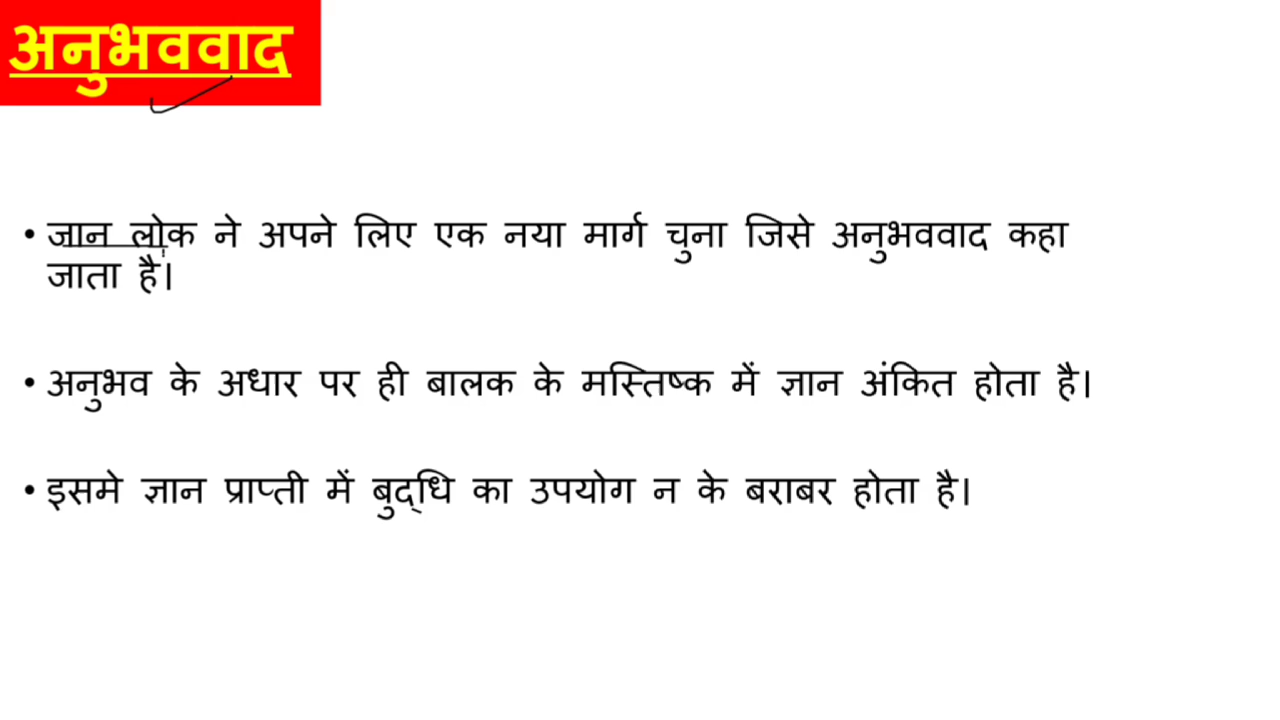 अनुभववाद
• जान लोक ने अपने लिए एक नया मार्ग चुना जिसे अनुभववाद कहा
जाता है।
• अनुभव के अधार पर ही बालक के मस्तिष्क में ज्ञान अंकित होता है।
• इसमे ज्ञान प्राप्ती में बुद्धि का उपयोग न के बराबर होता है।